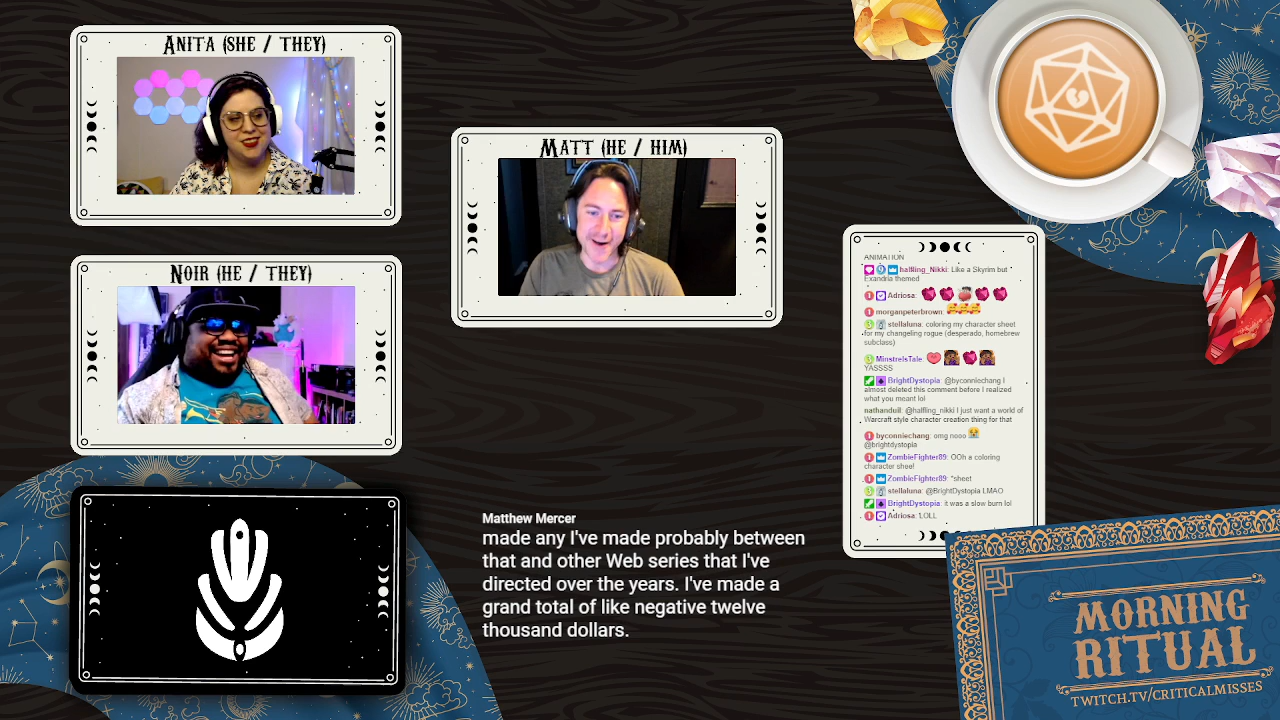 ANITA (SHE / THEY)
MATT (HE / HIM)
NOIR (HE / THEY)
ANIMATION
halfling_Nikki: Like a Skyrim but
Exandria themed
Adriosa:
morganpeterbrown:
stellaluna: coloring my character sheet
for my changeling rogue (desperado, homebrew
subclass)
MinstrelsTale:
YASSSS
BrightDystopia: @byconniechang I
almost deleted this comment before I realized
what you meant lol
nathanduil: @halfling_nikki I just want a world of
Warcraft style character creation thing for that
byconniechang: omg nooo
@brightdystopia
ZombieFighter89: OOh a coloring
character sheel
ZombieFighter89: *sheet
stellaluna: @BrightDystopia LMAO
BrightDystopia: it was a slow burn lol
Adriosa: LOLL
Matthew Mercer
made any I've made probably between
that and other Web series that I've
directed over the years. I've made a
grand total of like negative twelve
thousand dollars.
MORNING
RITUAL
TWITCH.TV/CRITICALMISSES